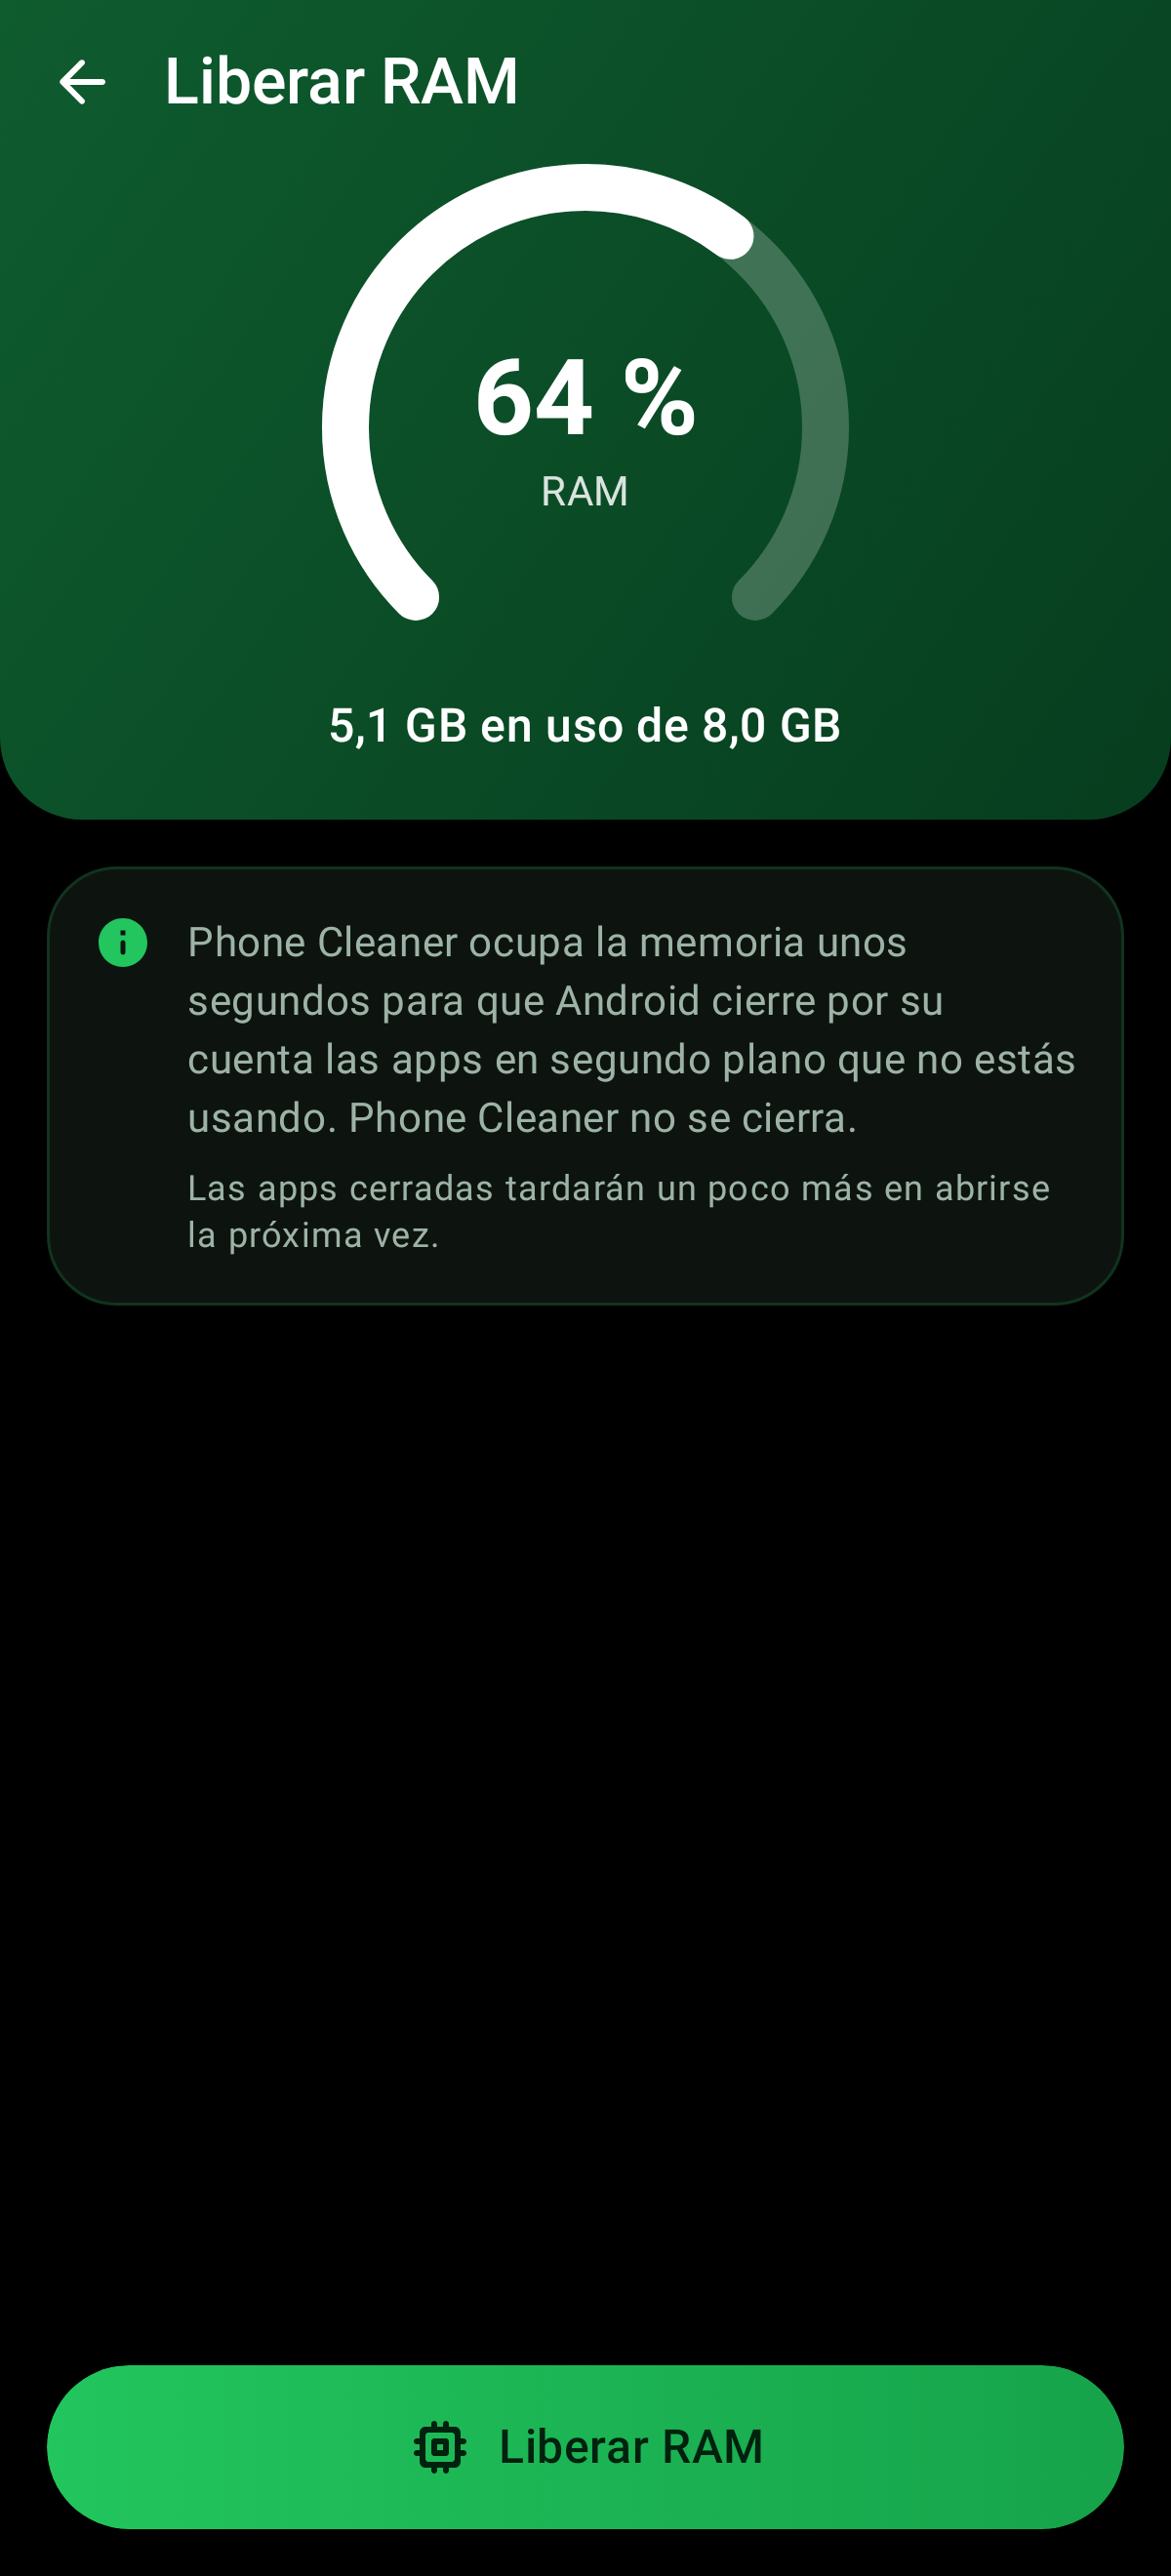 Liberar RAM
64 %
RAM
5,1 GB en uso de 8,0 GB
Phone Cleaner ocupa la memoria unos
segundos para que Android cierre por su
cuenta las apps en segundo plano que no estás
usando. Phone Cleaner no se cierra.
Las apps cerradas tardarán un poco más en abrirse
la próxima vez.
Liberar RAM